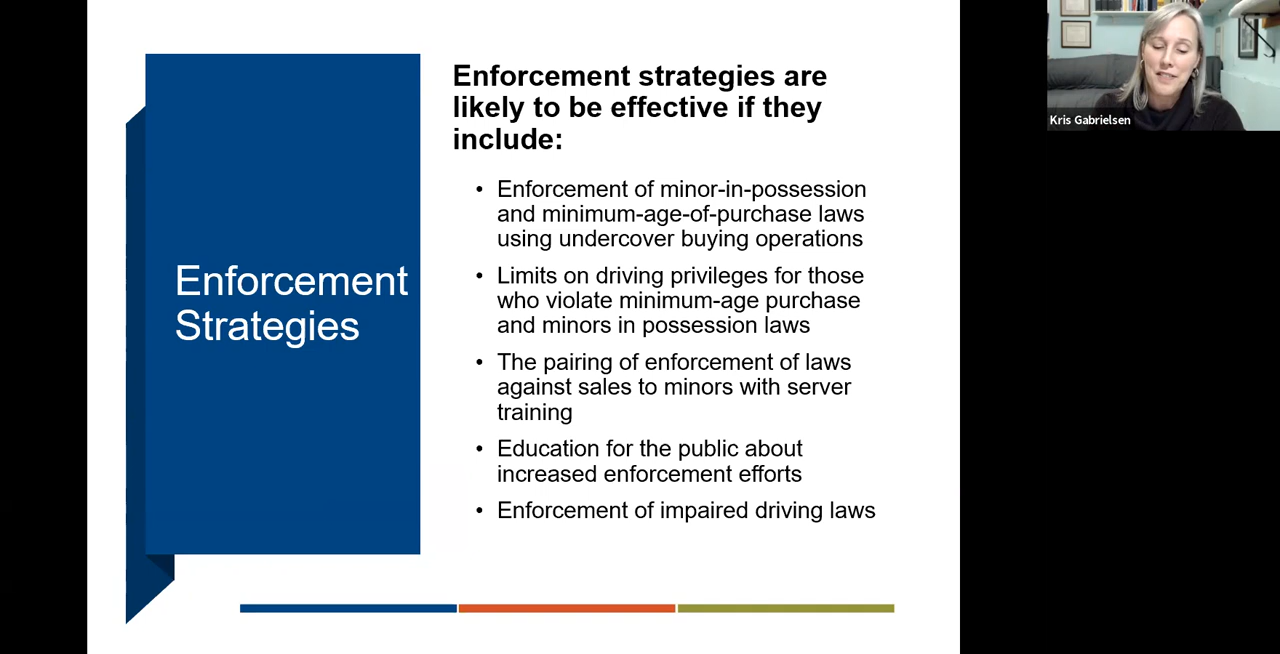 Enforcement
Strategies
Enforcement strategies are
likely to be effective if they
include:
• Enforcement of minor-in-possession
and minimum-age-of-purchase laws
using undercover buying operations
• Limits on driving privileges for those
who violate minimum-age purchase
and minors in possession laws
• The pairing of enforcement of laws
against sales to minors with server
training
• Education for the public about
increased enforcement efforts
• Enforcement of impaired driving laws
Kris Gabrielsen